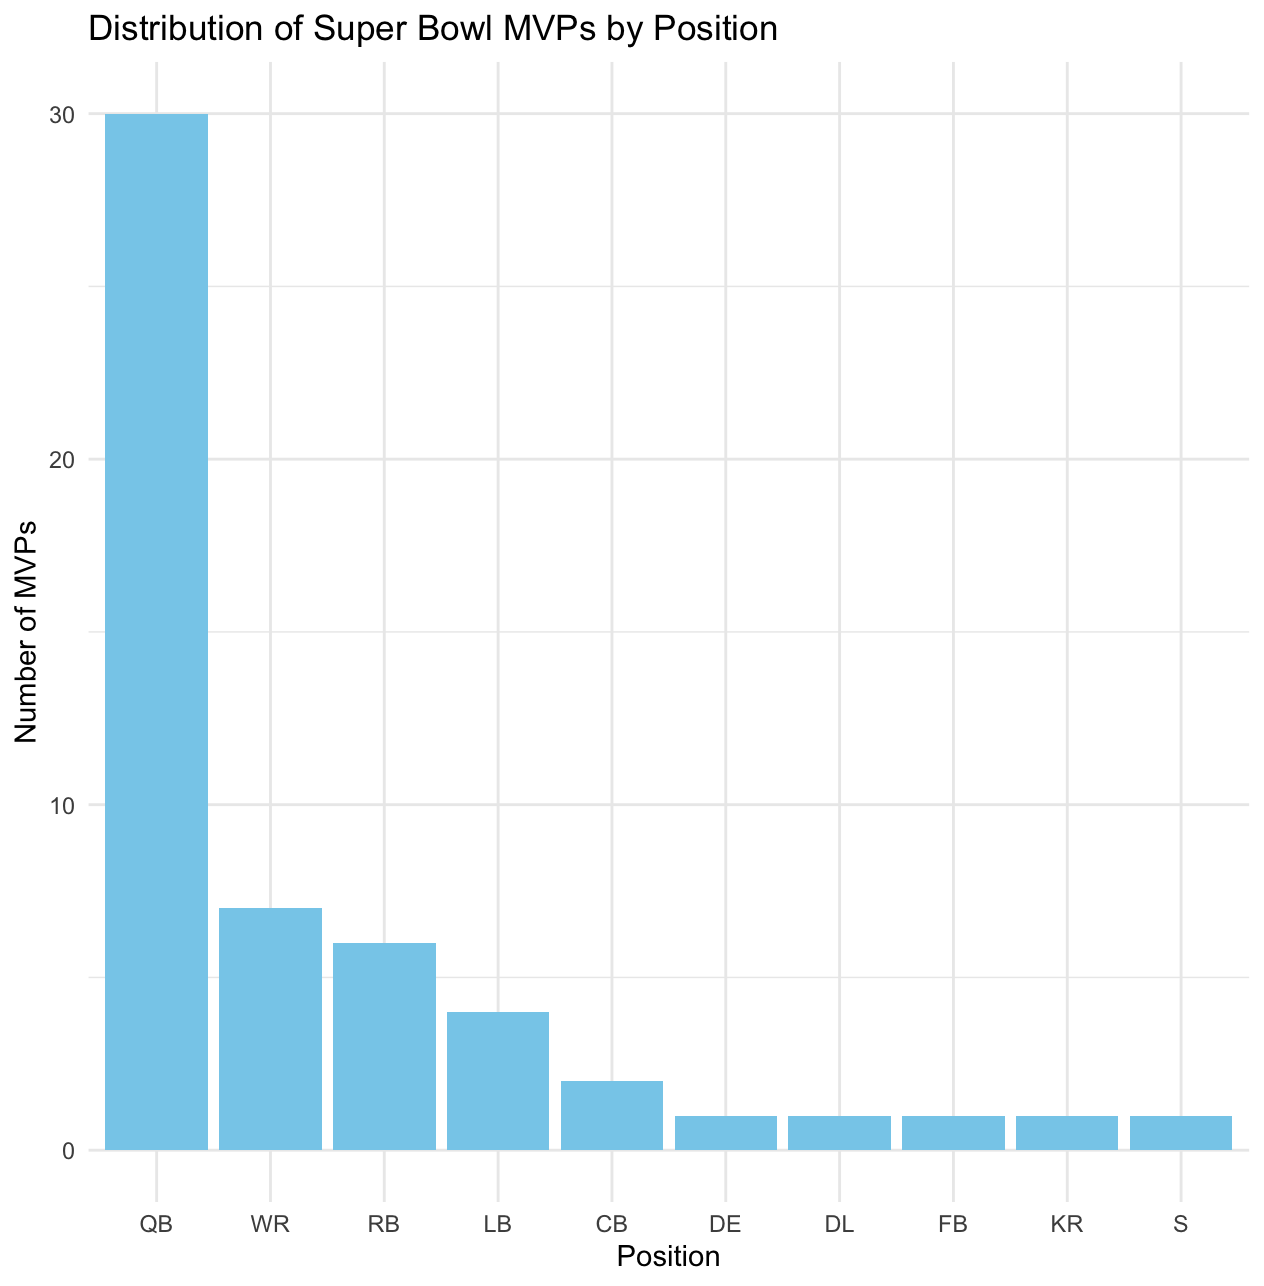 Distribution of Super Bowl MVPs by Position
Number of MVPs
30
20
10
0
QB WR RB LB CB DE DL FB KR S
Position